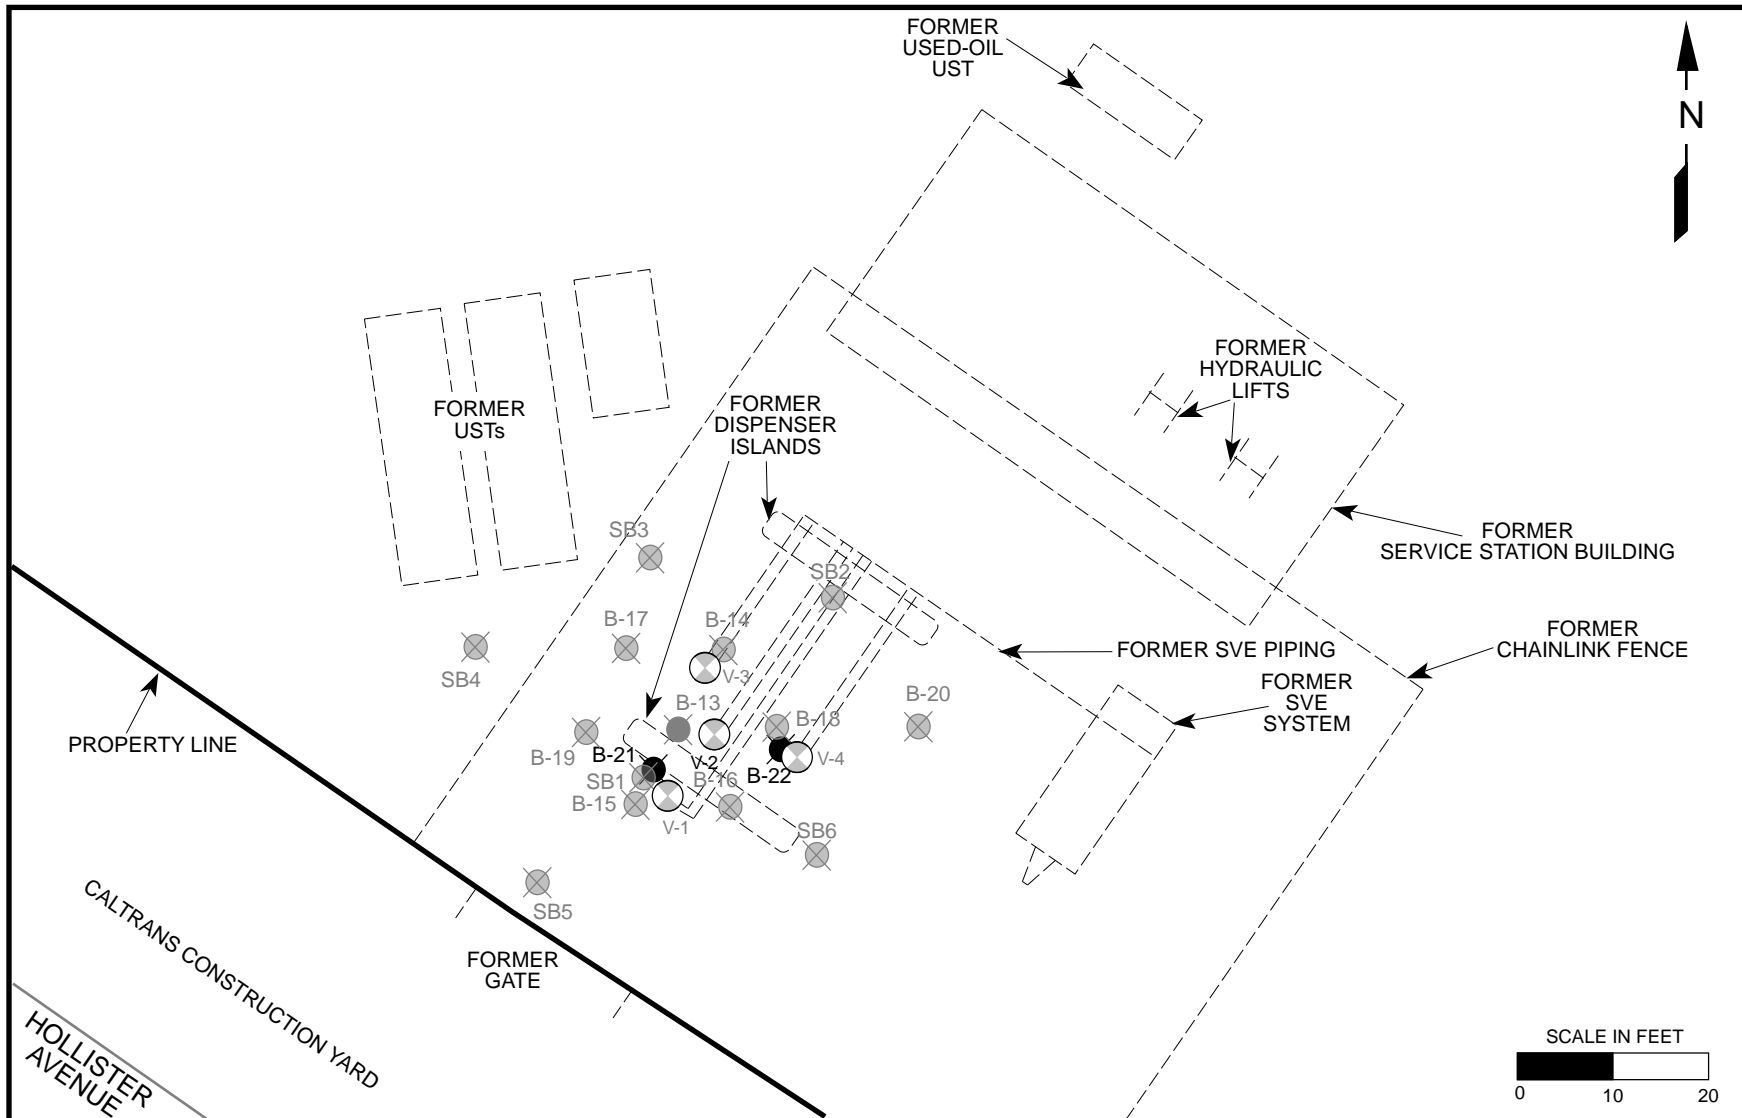 FORMER
USED-OIL
UST
N
FORMER
HYDRAULIC
LIFTS
FORMER
USTs
FORMER
DISPENSER
ISLANDS
FORMER
SERVICE STATION BUILDING
SB3
SB2
B-17
B-14
FORMER SVE PIPING
FORMER
CHAINLINK FENCE
SB4
V-3
FORMER
SVE
SYSTEM
B-13
B-18
B-20
PROPERTY LINE
B-19
B-21
V-2
B-22
V-4
SB1
B-16
B-15
V-1
SB6
SB5
FORMER
GATE
CALTRANS CONSTRUCTION YARD
HOLLISTER
AVENUE
SCALE IN FEET
0 10 20